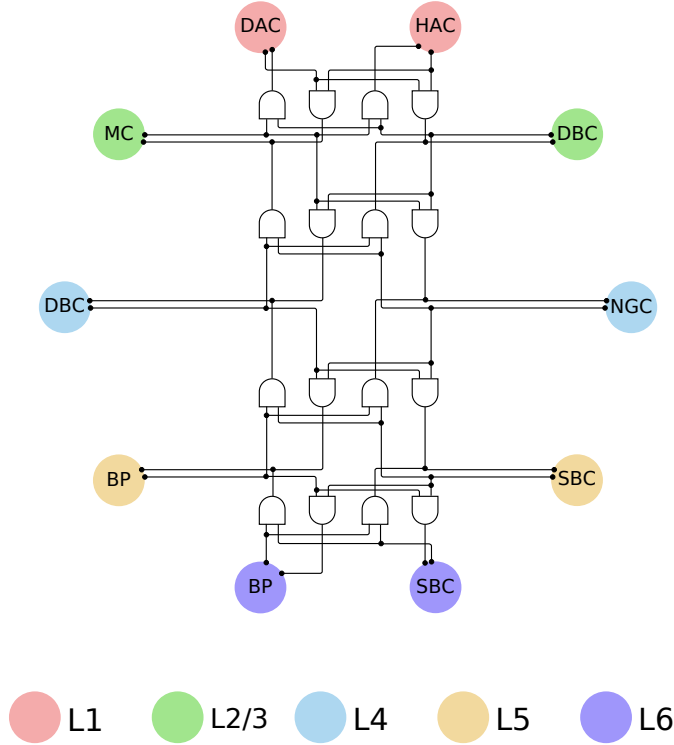 DAC HAC
MC DBC
DBC NGC
BP SBC
BP SBC
L1 L2/3 L4 L5 L6